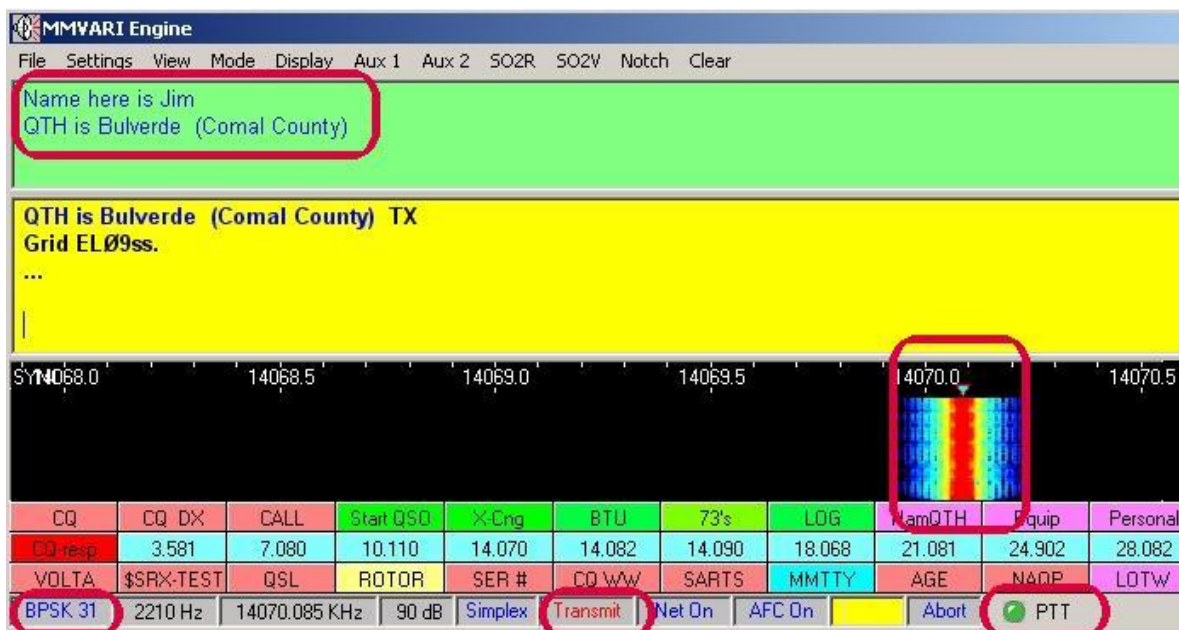 MMVARI Engine
File Settings View Mode Display Aux 1 Aux 2 SO2R SO2V Notch Clear
Name here is Jim
QTH is Bulverde (Comal County)
QTH is Bulverde (Comal County) TX
Grid ELØ9ss.
...
14068.0 14068.5 14069.0 14069.5 14070.0 14070.5
CQ CQ DX CALL Start QSO X-Cng BTU 73's LOG NamQTH Equip Personal
CQ-resp 3.581 7.080 10.110 14.070 14.082 14.090 18.068 21.081 24.902 28.082
VOLTA $SRX-TEST QSL ROTOR SER # CQ WW SARTS MMTTY AGE NAQP LOTW
BPSK 31 2210 Hz 14070.085 KHz 90 dB Simplex Transmit Net On AFC On Abort PTT